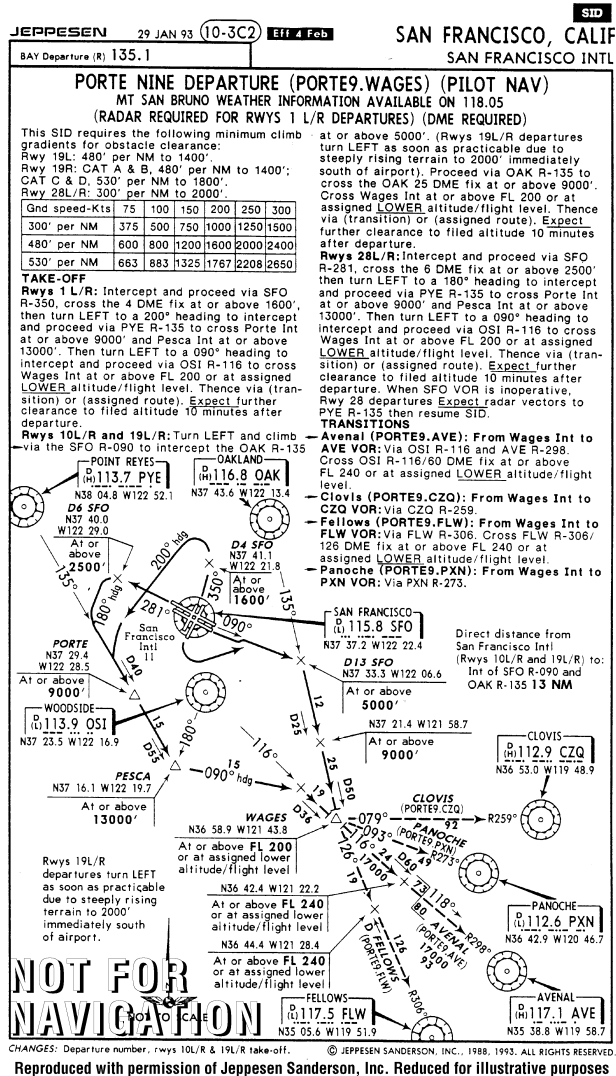 SID
JEPPESEN 29 JAN 93 10-3C2 Eff 4 Feb
SAN FRANCISCO, CALIF
SAN FRANCISCO INTL
BAY Departure (R) 135.1
PORTE NINE DEPARTURE (PORTE9.WAGES) (PILOT NAV)
MT SAN BRUNO WEATHER INFORMATION AVAILABLE ON 118.05
(RADAR REQUIRED FOR RWYS 1 L/R DEPARTURES) (DME REQUIRED)
This SID requires the following minimum climb
gradients for obstacle clearance:
Rwy 19L: 480' per NM to 1400'.
Rwy 19R: CAT A & B, 480' per NM to 1400';
CAT C & D, 530' per NM to 1800'.
Rwy 28L/R: 300' per NM to 2000'.
Gnd speed-Kts 75 100 150 200 250 300
300' per NM 375 500 750 1000 1250 1500
480' per NM 600 800 1200 1600 2000 2400
530' per NM 663 883 1325 1767 2208 2650
TAKE-OFF
Rwys 1 L/R: Intercept and proceed via SFO
R-350, cross the 4 DME fix at or above 1600',
then turn LEFT to a 200° heading to intercept
and proceed via PYE R-135 to cross Porte Int
at or above 9000' and Pesca Int at or above
13000'. Then turn LEFT to a 090° heading to
intercept and proceed via OSI R-116 to cross
Wages Int at or above FL 200 or at assigned
LOWER altitude/flight level. Thence via (tran-
sition) or (assigned route). Expect further
clearance to filed altitude 10 minutes after
departure.
Rwys 10L/R and 19L/R: Turn LEFT and climb
via the SFO R-090 to intercept the OAK R-135
at or above 5000'. (Rwys 19L/R departures
turn LEFT as soon as practicable due to
steeply rising terrain to 2000' immediately
south of airport). Proceed via OAK R-135 to
cross the OAK 25 DME fix at or above 9000'.
Cross Wages Int at or above FL 200 or at
assigned LOWER altitude/flight level. Thence
via (transition) or (assigned route). Expect
further clearance to filed altitude 10 minutes
after departure.
Rwys 28L/R: Intercept and proceed via SFO
R-281, cross the 6 DME fix at or above 2500'
then turn LEFT to a 180° heading to intercept
and proceed via PYE R-135 to cross Porte Int
at or above 9000' and Pesca Int at or above
13000'. Then turn LEFT to a 090° heading to
intercept and proceed via OSI R-116 to cross
Wages Int at or above FL 200 or at assigned
LOWER altitude/flight level. Thence via (tran-
sition) or (assigned route). Expect further
clearance to filed altitude 10 minutes after
departure. When SFO VOR is inoperative,
Rwy 28 departures Expect radar vectors to
PYE R-135 then resume SID.
TRANSITIONS
Avenal (PORTE9.AVE): From Wages Int to
AVE VOR: Via OSI R-116 and AVE R-298.
Cross OSI R-116/60 DME fix at or above
FL 240 or at assigned LOWER altitude/flight
level.
Clovis (PORTE9.CZQ): From Wages Int to
CZQ VOR: Via CZQ R-259.
Fellows (PORTE9.FLW): From Wages Int to
FLW VOR: Via FLW R-306. Cross FLW R-306/
126 DME fix at or above FL 240 or at
assigned LOWER altitude/flight level.
Panoche (PORTE9.PXN): From Wages Int to
PXN VOR: Via PXN R-273.
POINT REYES
D (H) 113.7 PYE
N38 04.8 W122 52.1
OAKLAND
D (H) 116.8 OAK
N37 43.6 W122 13.4
D6 SFO
N37 40.0
W122 29.0
At or
above
2500'
200° hdg
D4 SFO
N37 41.1
W122 21.8
At or
above
1600'
135°
180° hdg
281°
350°
090°
135°
San
Francisco
Intl
11
SAN FRANCISCO
D (L) 115.8 SFO
N37 37.2 W122 22.4
Direct distance from
San Francisco Intl
(Rwys 10L/R and 19L/R) to:
Int of SFO R-090 and
OAK R-135 13 NM
PORTE
N37 29.4
W122 28.5
At or above
9000'
D40
D13 SFO
N37 33.3 W122 06.6
At or above
5000'
12
WOODSIDE
D (L) 113.9 OSI
N37 23.5 W122 16.9
15
D55
180°
D25
N37 21.4 W121 58.7
At or above
9000'
CLOVIS
D (H) 112.9 CZQ
N36 53.0 W119 48.9
116°
25
15
090° hdg
PESCA
N37 16.1 W122 19.7
At or above
13000'
19
D36
D50
WAGES
N36 58.9 W121 43.8
At or above FL 200
or at assigned lower
altitude/flight level
079°
CLOVIS
(PORTE9.CZQ)
92
R259°
093°
PANOCHE
(PORTE9.PXN)
49
R273°
116°
24
17000
D60
126°
19
73
80
118°
AVENAL
(PORTE9.AVE)
17000
93
R298°
Rwys 19L/R
departures turn LEFT
as soon as practicable
due to steeply rising
terrain to 2000'
immediately south
of airport.
N36 42.4 W121 22.2
At or above FL 240
or at assigned lower
altitude/flight level
N36 44.4 W121 28.4
At or above FL 240
or at assigned lower
altitude/flight level
D
126
FELLOWS
(PORTE9.FLW)
R306°
PANOCHE
D (L) 112.6 PXN
N36 42.9 W120 46.7
NOT FOR
NAVIGATION
NOT TO SCALE
FELLOWS
D (L) 117.5 FLW
N35 05.6 W119 51.9
AVENAL
D (H) 117.1 AVE
N35 38.8 W119 58.7
CHANGES: Departure number, rwys 10L/R & 19L/R take-off.
© JEPPESEN SANDERSON, INC., 1988, 1993. ALL RIGHTS RESERVED.
Reproduced with permission of Jeppesen Sanderson, Inc. Reduced for illustrative purposes